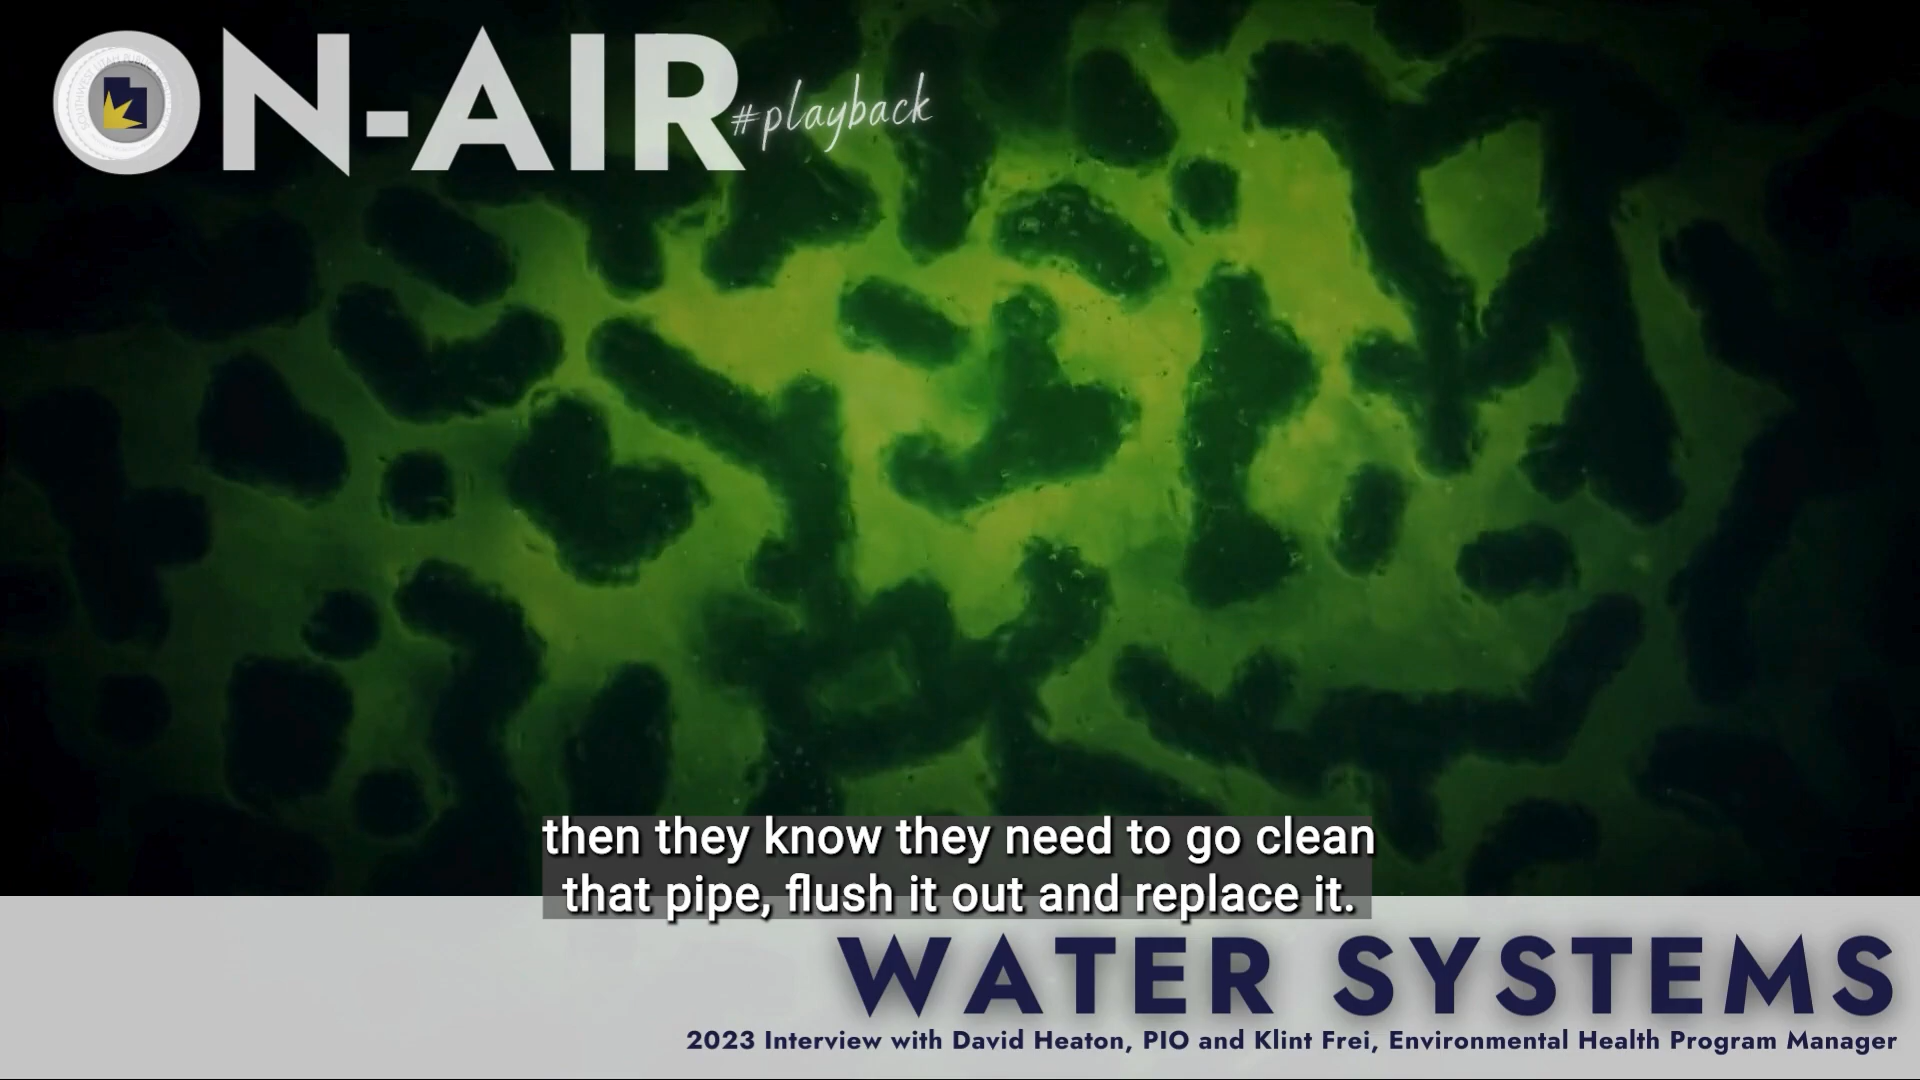 ON-AIR
#playback
then they know they need to go clean
that pipe, flush it out and replace it.
WATER SYSTEMS
2023 Interview with David Heaton, PIO and Klint Frei, Environmental Health Program Manager